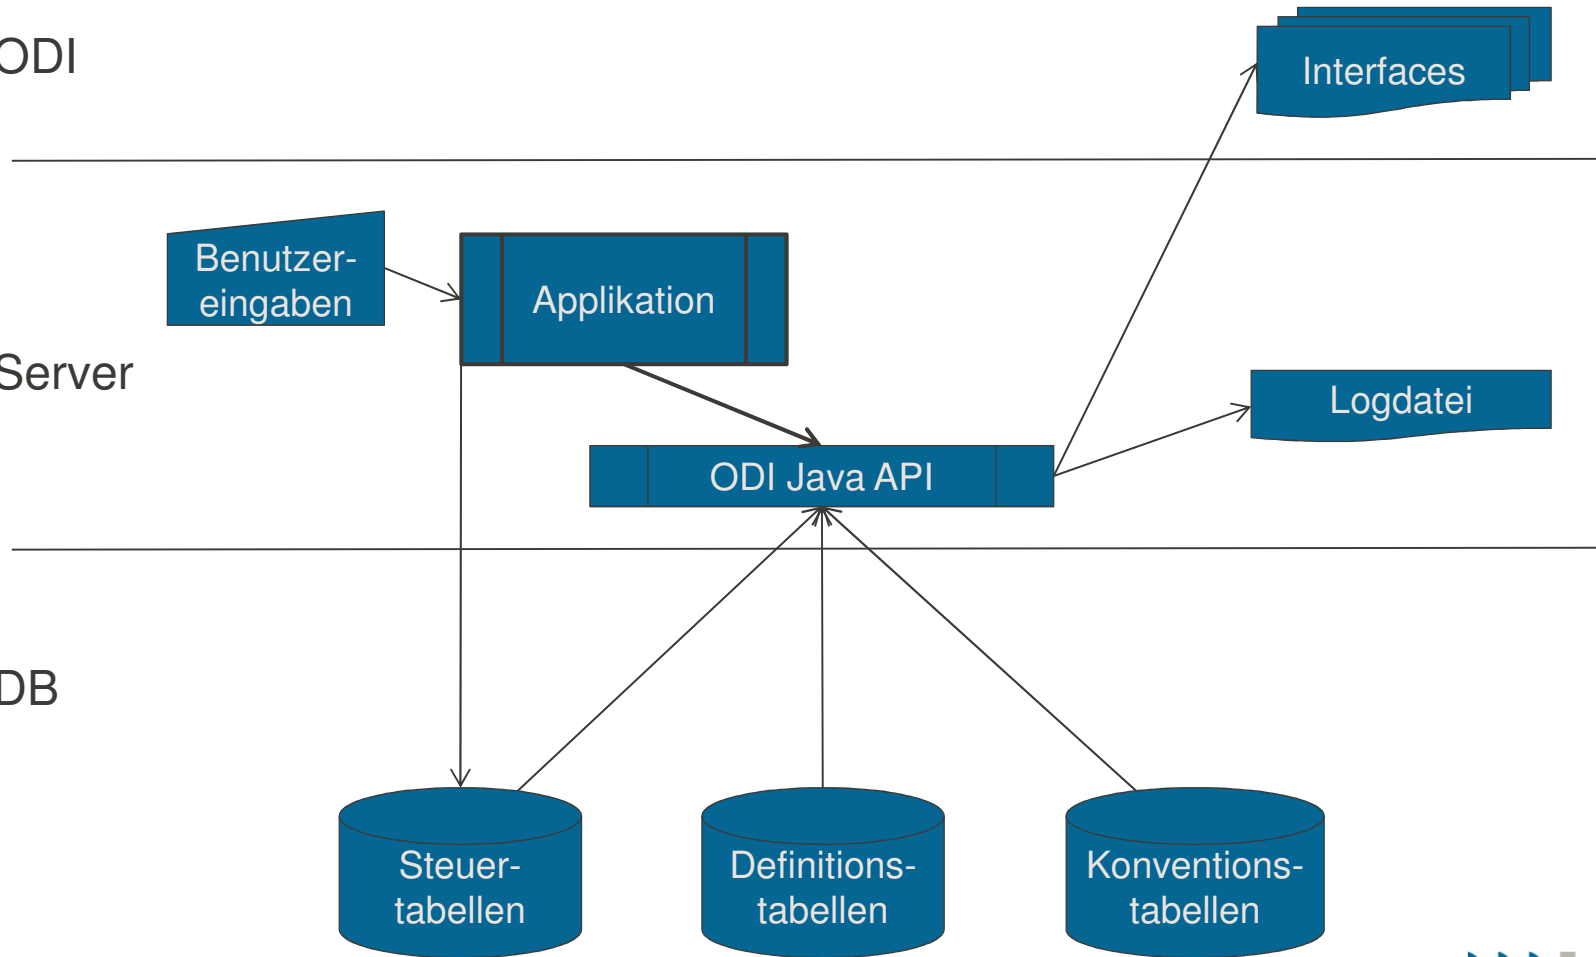 ODI
Interfaces
Benutzer-
eingaben
Applikation
Server
Logdatei
ODI Java API
DB
Steuer-
tabellen
Definitions-
tabellen
Konventions-
tabellen